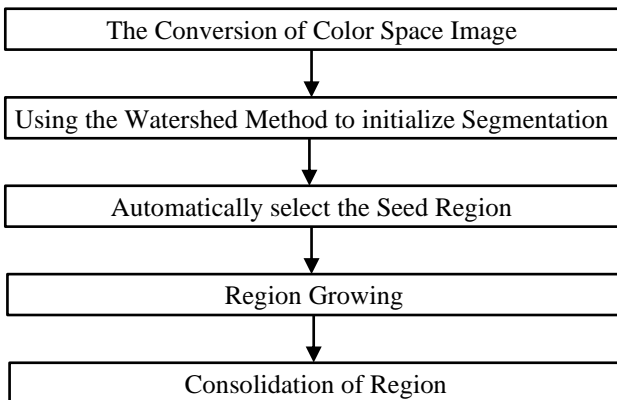 The Conversion of Color Space Image
Using the Watershed Method to initialize Segmentation
Automatically select the Seed Region
Region Growing
Consolidation of Region